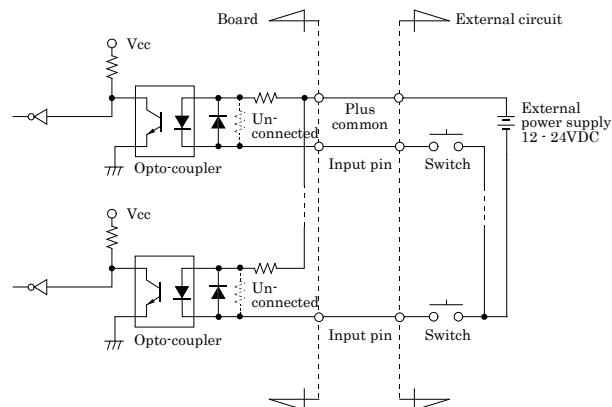 Board
External circuit
Vcc
Un-
connected
Plus
common
External
power supply
12 - 24VDC
Opto-coupler
Input pin
Switch
Vcc
Un-
connected
Opto-coupler
Input pin
Switch